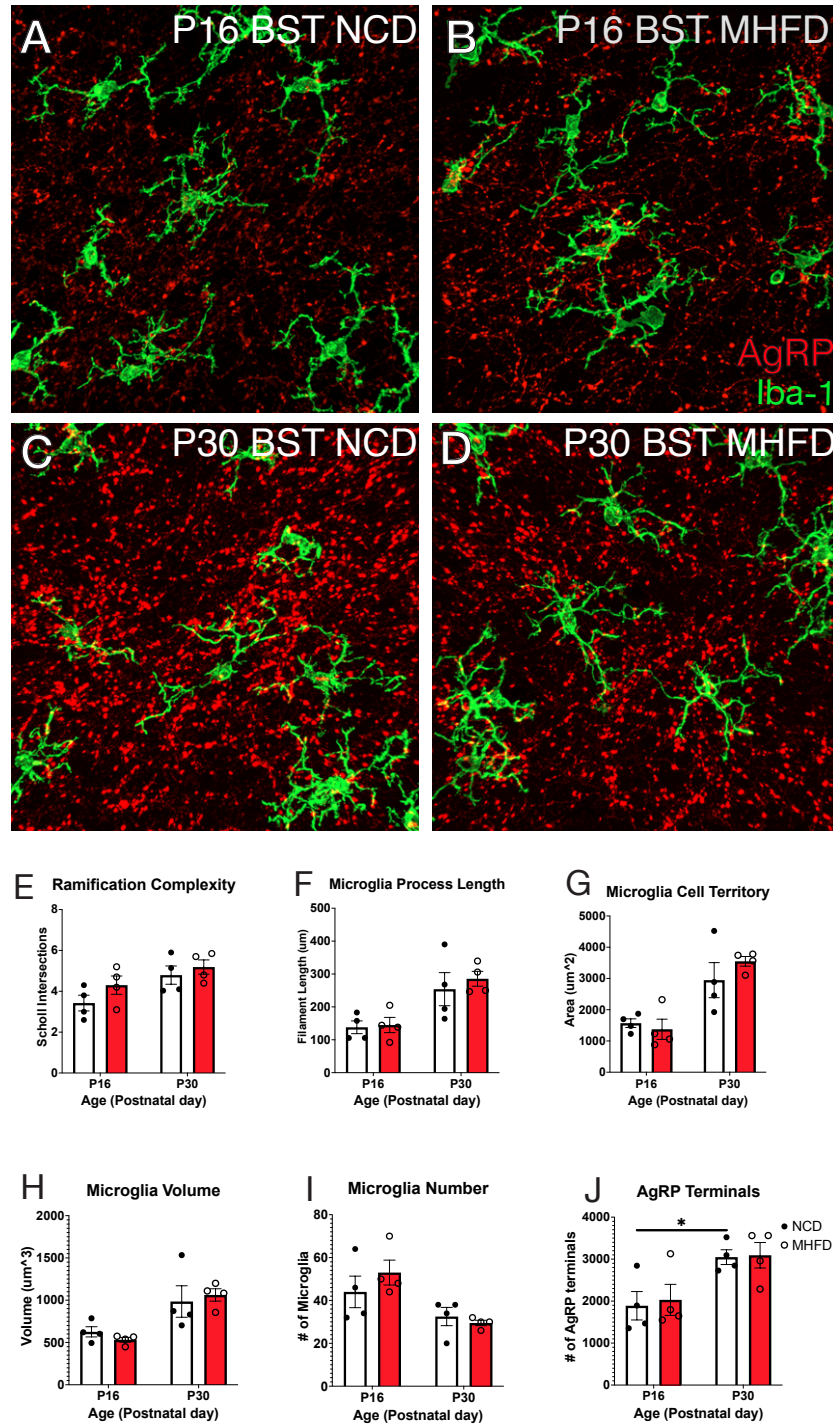 A P16 BST NCD
B P16 BST MHFD
AgRP
Iba-1
C P30 BST NCD
D P30 BST MHFD
E Ramification Complexity
Scholl Intersections
8
6
4
2
0
P16 P30
Age (Postnatal day)
F Microglia Process Length
Filament Length (um)
500
400
300
200
100
0
P16 P30
Age (Postnatal day)
G Microglia Cell Territory
Area (um^2)
5000
4000
3000
2000
1000
0
P16 P30
Age (Postnatal day)
H Microglia Volume
Volume (um^3)
2000
1500
1000
500
0
P16 P30
Age (Postnatal day)
I Microglia Number
# of Microglia
80
60
40
20
0
P16 P30
Age (Postnatal day)
J AgRP Terminals
# of AgRP terminals
4000
3000
2000
1000
0
*
P16 P30
Age (Postnatal day)
NCD
MHFD